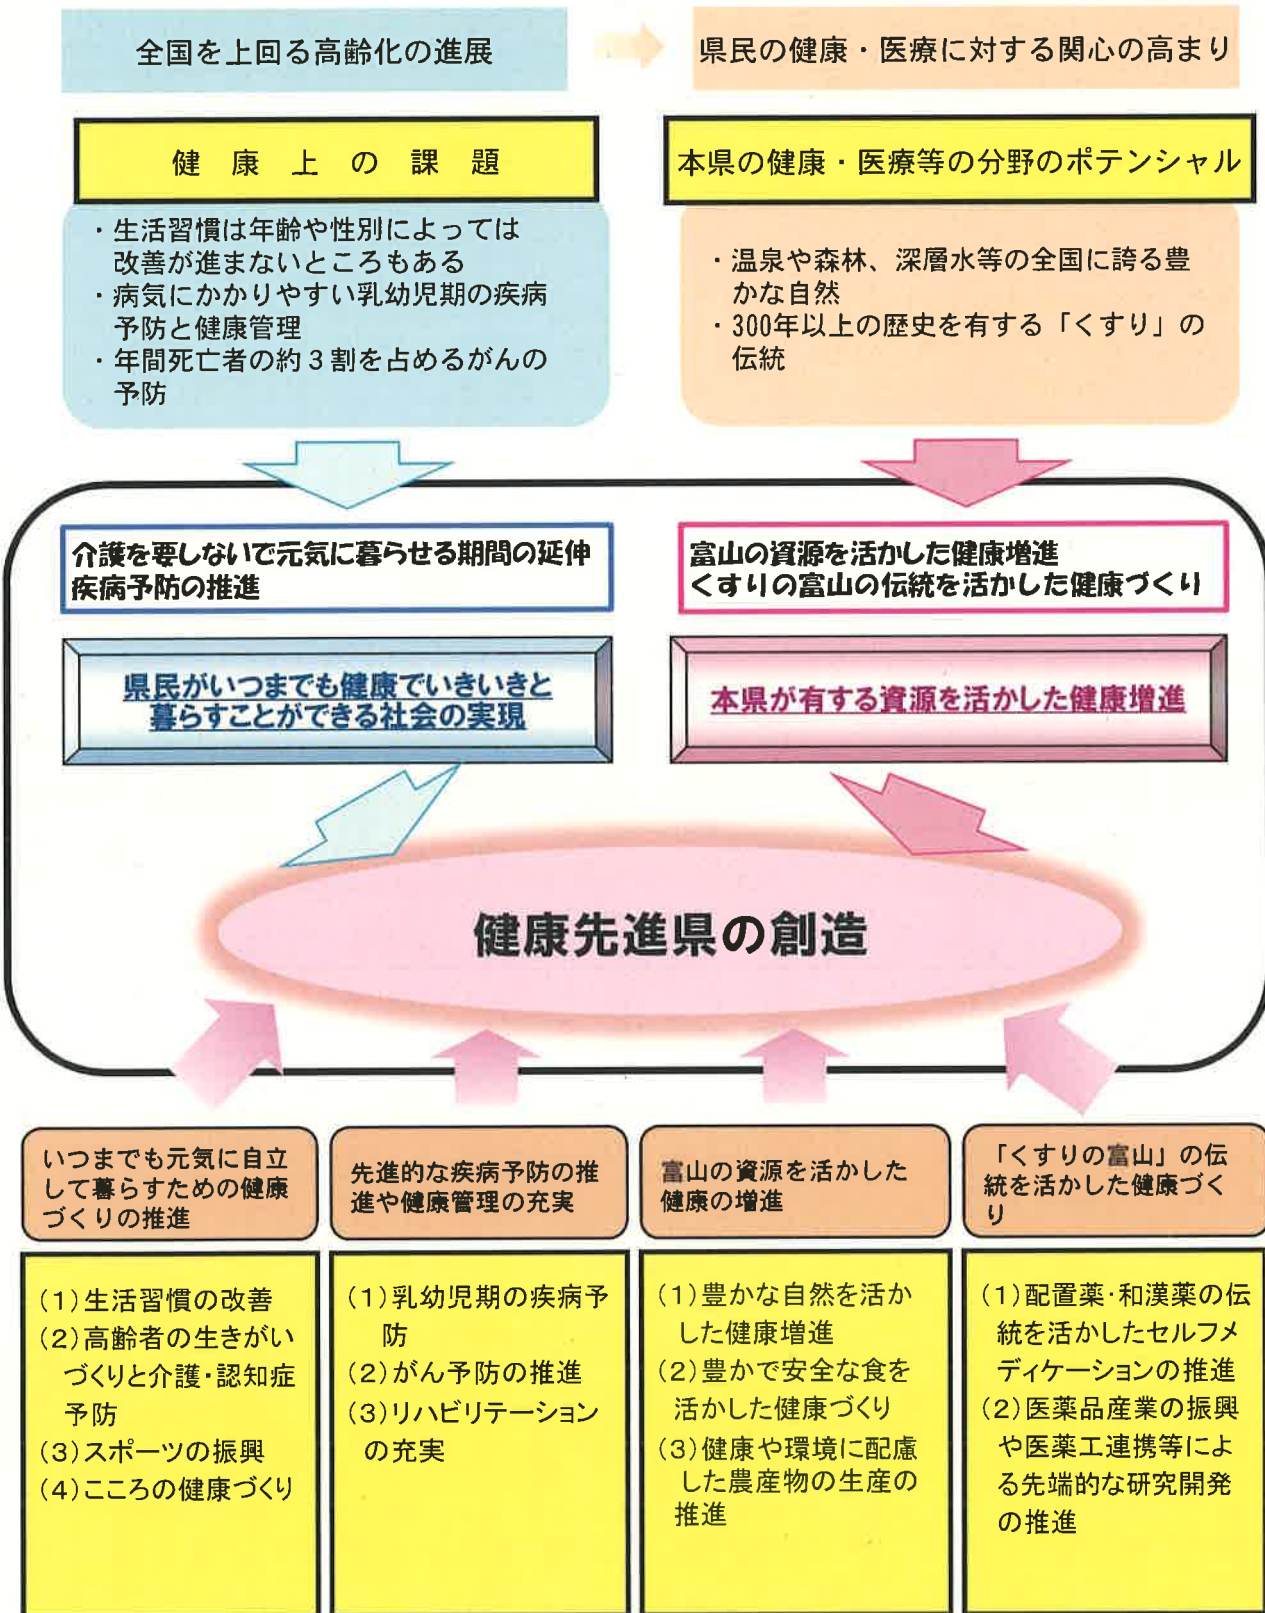 全国を上回る高齢化の進展
県民の健康・医療に対する関心の高まり
健康上の課題
・生活習慣は年齢や性別によっては
改善が進まないところもある
・病気にかかりやすい乳幼児期の疾病
予防と健康管理
・年間死亡者の約3割を占めるがんの
予防
本県の健康・医療等の分野のポテンシャル
・温泉や森林、深層水等の全国に誇る豊
かな自然
・300年以上の歴史を有する「くすり」の
伝統
介護を要しないで元気に暮らせる期間の延伸
疾病予防の推進
富山の資源を活かした健康増進
くすりの富山の伝統を活かした健康づくり
県民がいつまでも健康でいきいきと
暮らすことができる社会の実現
本県が有する資源を活かした健康増進
健康先進県の創造
いつまでも元気に自立
して暮らすための健康
づくりの推進
(1)生活習慣の改善
(2)高齢者の生きがい
づくりと介護・認知症
予防
(3)スポーツの振興
(4)こころの健康づくり
先進的な疾病予防の推
進や健康管理の充実
(1)乳幼児期の疾病予
防
(2)がん予防の推進
(3)リハビリテーション
の充実
富山の資源を活かした
健康の増進
(1)豊かな自然を活か
した健康増進
(2)豊かで安全な食を
活かした健康づくり
(3)健康や環境に配慮
した農産物の生産の
推進
「くすりの富山」の伝
統を活かした健康づく
り
(1)配置薬・和漢薬の伝
統を活かしたセルフメ
ディケーションの推進
(2)医薬品産業の振興
や医薬工連携等によ
る先端的な研究開発
の推進